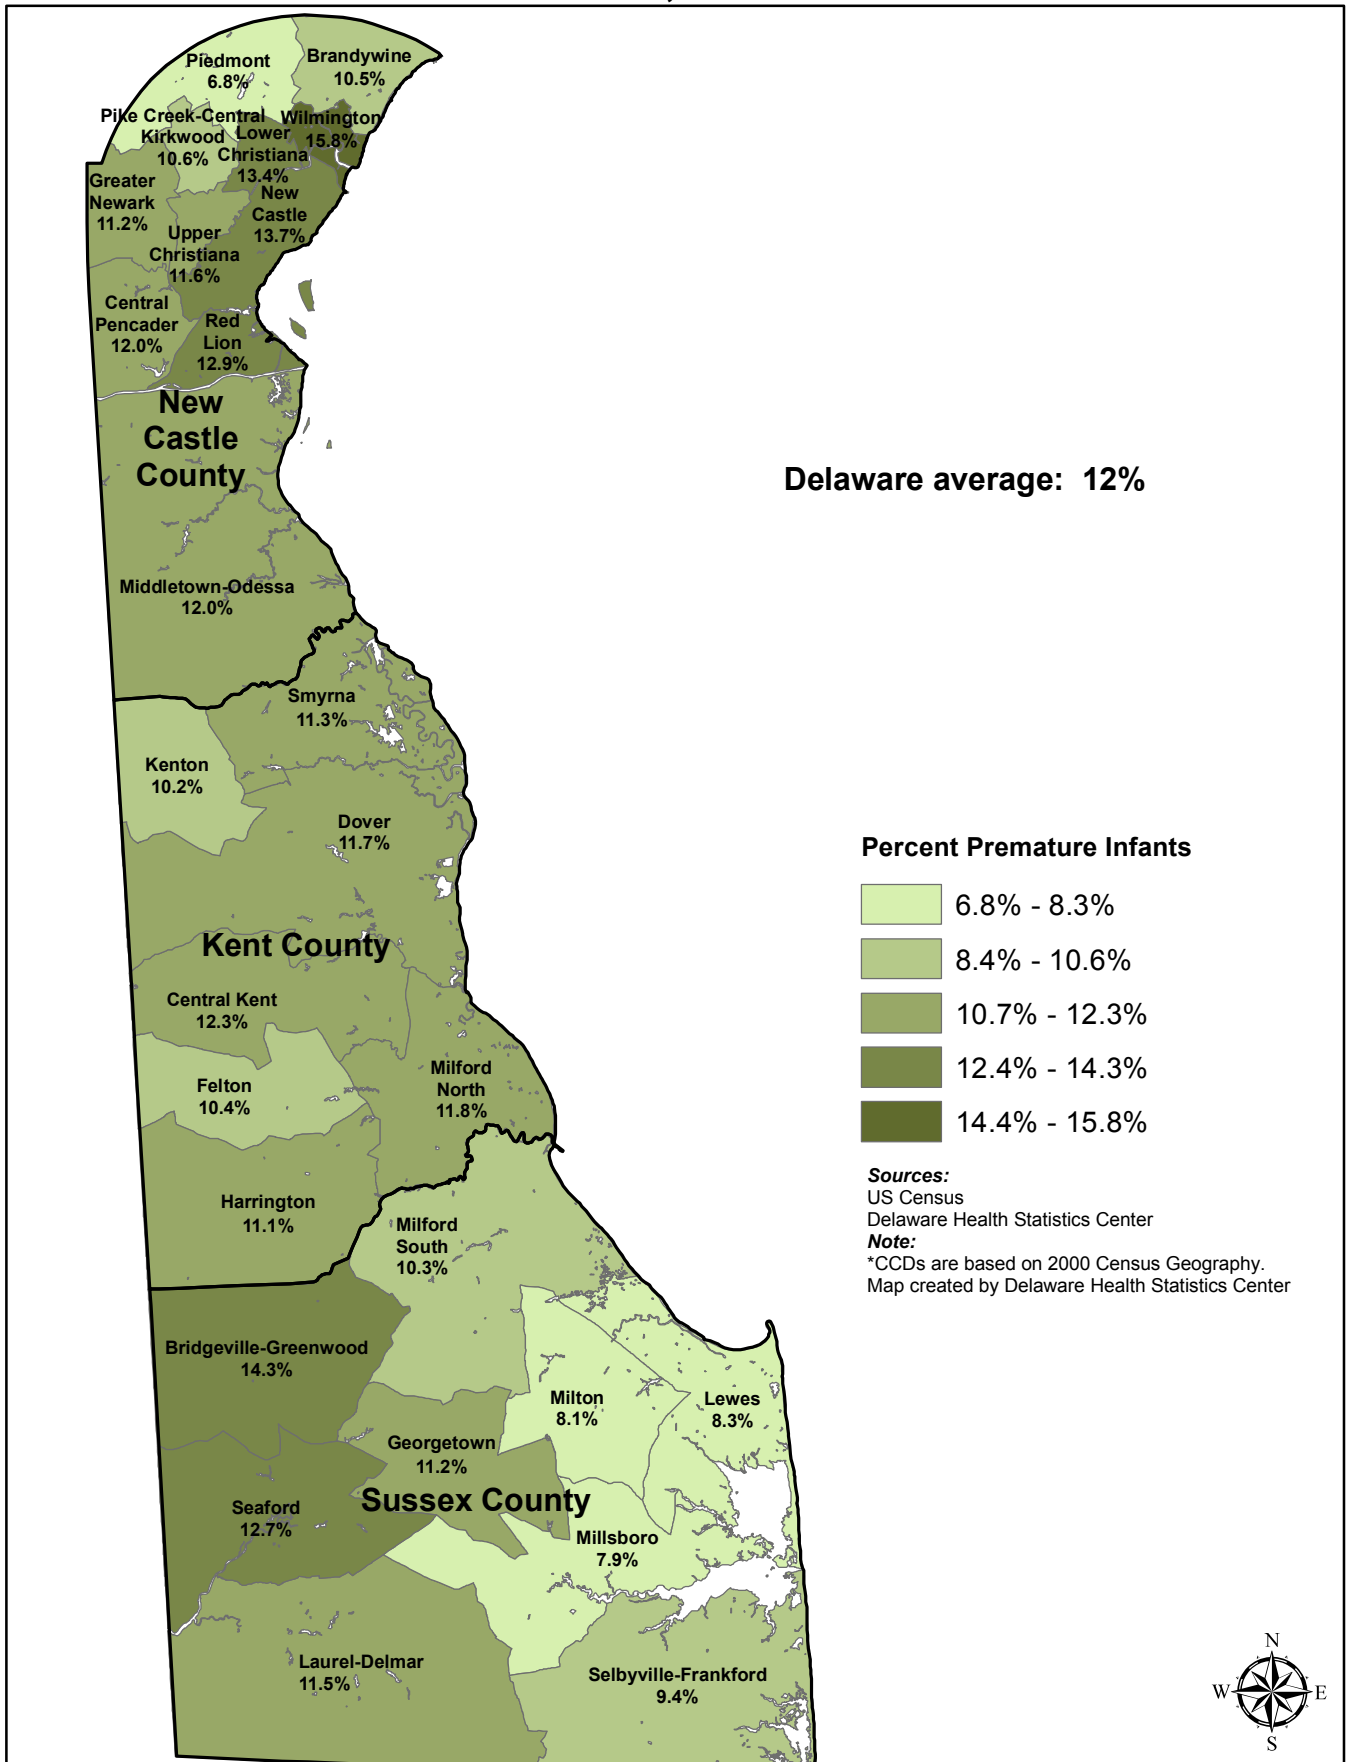 Piedmont
6.8%
Brandywine
10.5%
Pike Creek-Central
Kirkwood
10.6%
Lower
Christiana
13.4%
Wilmington
15.8%
Greater
Newark
11.2%
New
Castle
13.7%
Upper
Christiana
11.6%
Central
Pencader
12.0%
Red
Lion
12.9%
New
Castle
County
Delaware average: 12%
Middletown-Odessa
12.0%
Smyrna
11.3%
Kenton
10.2%
Dover
11.7%
Kent County
Central Kent
12.3%
Felton
10.4%
Milford
North
11.8%
Harrington
11.1%
Percent Premature Infants
6.8% - 8.3%
8.4% - 10.6%
10.7% - 12.3%
12.4% - 14.3%
14.4% - 15.8%
Sources:
US Census
Delaware Health Statistics Center
Note:
*CCDs are based on 2000 Census Geography.
Map created by Delaware Health Statistics Center
Milford
South
10.3%
Bridgeville-Greenwood
14.3%
Milton
8.1%
Lewes
8.3%
Georgetown
11.2%
Sussex County
Seaford
12.7%
Millsboro
7.9%
Laurel-Delmar
11.5%
Selbyville-Frankford
9.4%
N
W
E
S